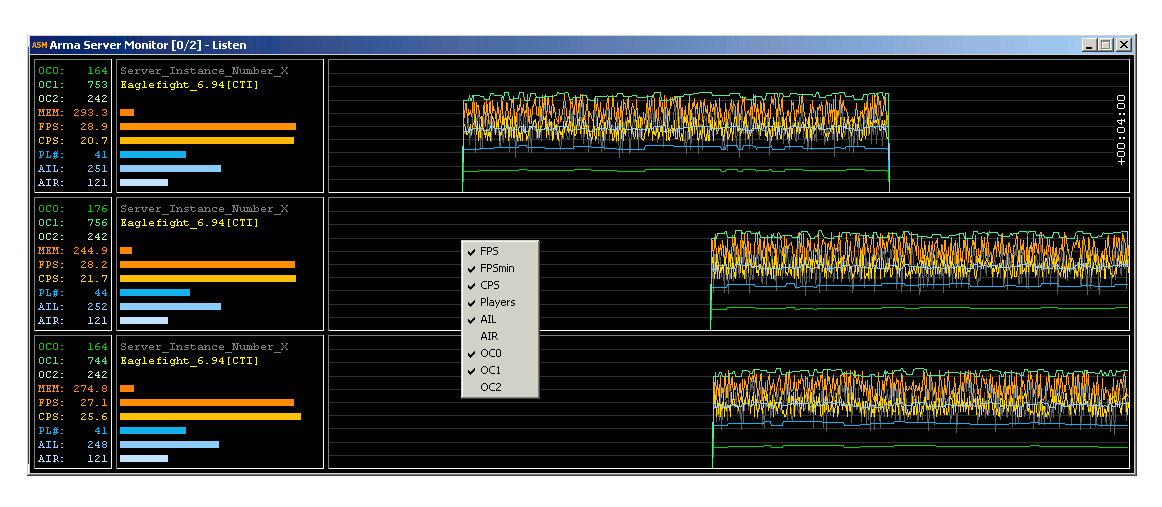 ASM Arma Server Monitor [0/2] - Listen
OC0: 164 Server_Instance_Number_X
OC1: 753 Eaglefight_6.94[CTI]
OC2: 242
MEM: 293.3
FPS: 28.9
CPS: 20.7
PL#: 41
AIL: 251
AIR: 121
+00:04:00
OC0: 176 Server_Instance_Number_X
OC1: 756 Eaglefight_6.94[CTI]
OC2: 242
MEM: 244.9
FPS: 28.2
CPS: 21.7
PL#: 44
AIL: 252
AIR: 121
FPS
FPSmin
CPS
Players
AIL
AIR
OC0
OC1
OC2
OC0: 164 Server_Instance_Number_X
OC1: 744 Eaglefight_6.94[CTI]
OC2: 242
MEM: 274.8
FPS: 27.1
CPS: 25.6
PL#: 41
AIL: 248
AIR: 121